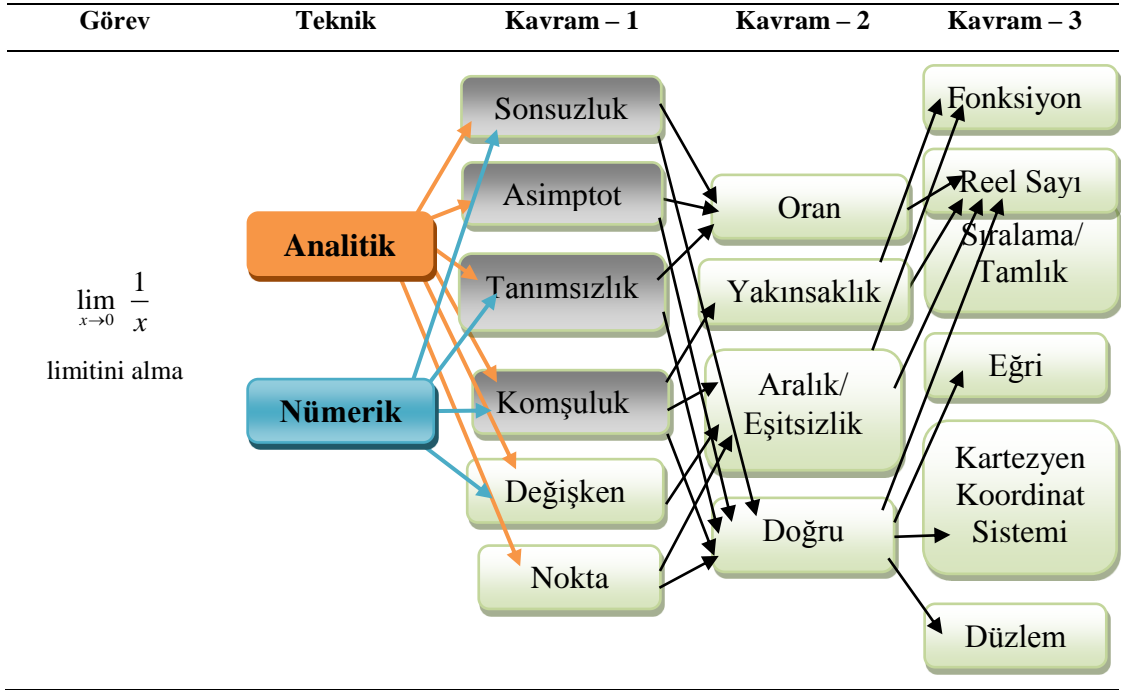 Görev Teknik Kavram – 1 Kavram – 2 Kavram – 3
lim x→0 1/x
limitini alma
Analitik
Nümerik
Sonsuzluk
Asimptot
Tanımsızlık
Komşuluk
Değişken
Nokta
Oran
Yakınsaklık
Aralık/
Eşitsizlik
Doğru
Fonksiyon
Reel Sayı
Sıralama/
Tamlık
Eğri
Kartezyen
Koordinat
Sistemi
Düzlem